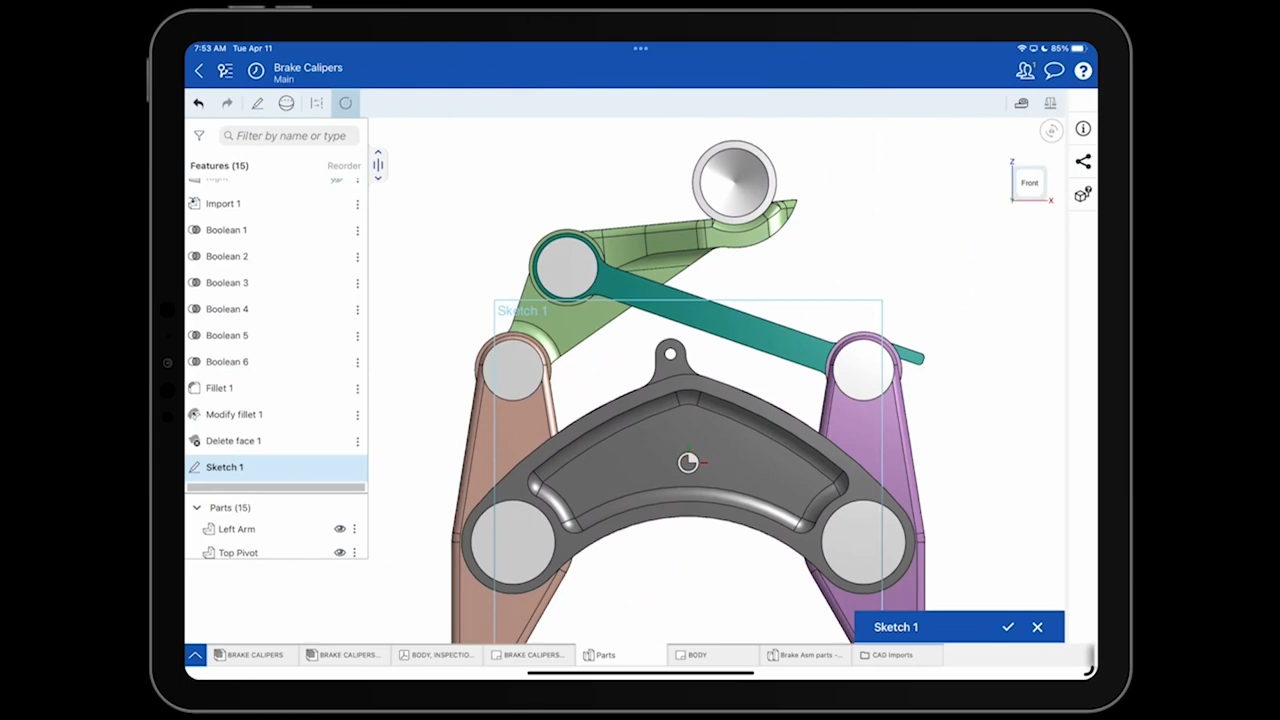 7:53 AM Tue Apr 11
85%
Brake Calipers
Main
1
Filter by name or type
Features (15)
Reorder
Right
Import 1
Boolean 1
Boolean 2
Boolean 3
Boolean 4
Boolean 5
Boolean 6
Fillet 1
Modify fillet 1
Delete face 1
Sketch 1
Parts (15)
Left Arm
Top Pivot
Sketch 1
Z
Front
X
Sketch 1
BRAKE CALIPERS
BRAKE CALIPERS...
BODY, INSPECTIO...
BRAKE CALIPERS...
Parts
BODY
Brake Asm parts -...
CAD Imports